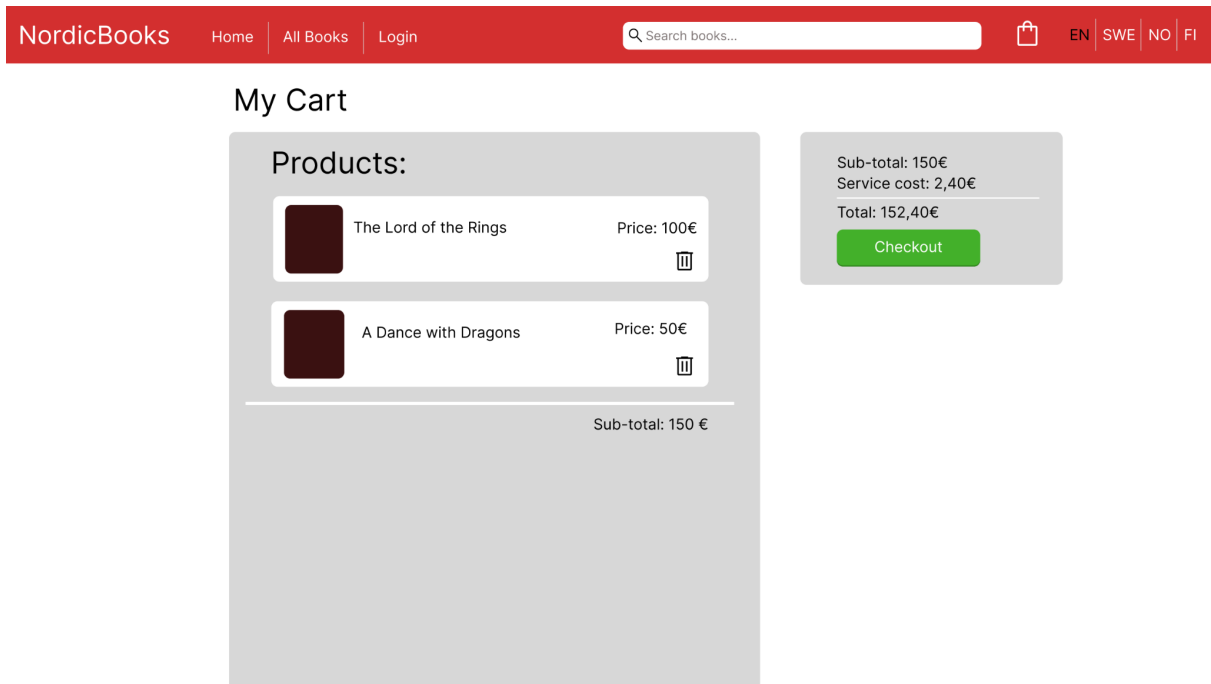 NordicBooks Home All Books Login Search books... EN SWE NO FI
My Cart
Products:
The Lord of the Rings Price: 100€
A Dance with Dragons Price: 50€
Sub-total: 150 €
Sub-total: 150€
Service cost: 2,40€
Total: 152,40€
Checkout